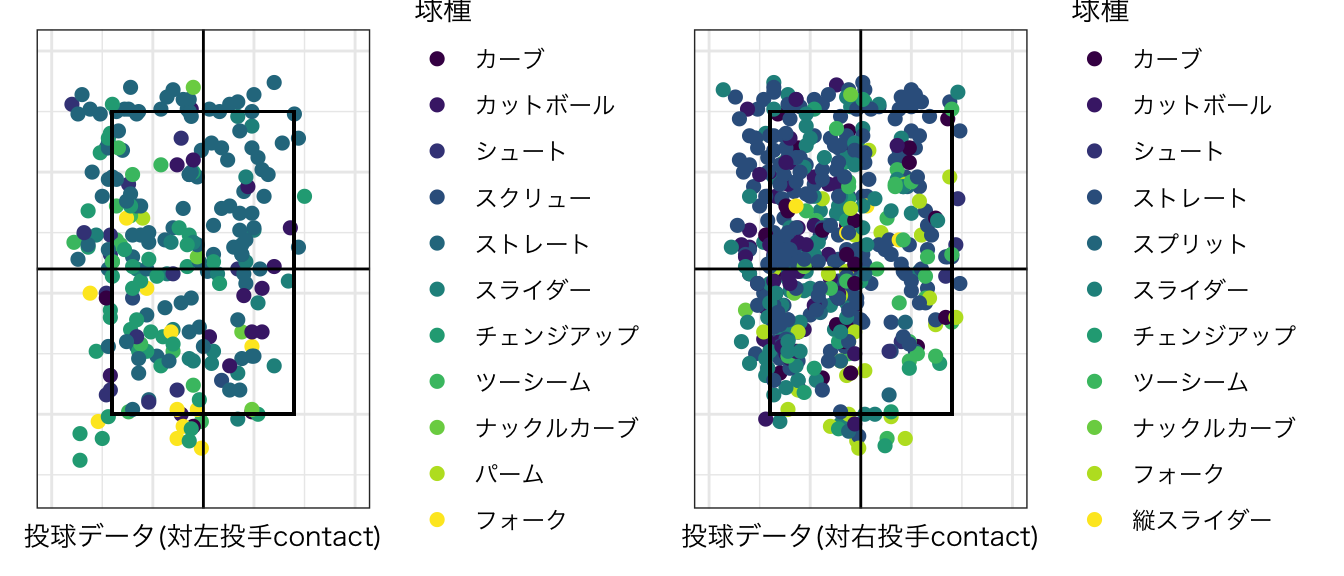 球種
カーブ
カットボール
シュート
スクリュー
ストレート
スライダー
チェンジアップ
ツーシーム
ナックルカーブ
パーム
フォーク
投球データ(対左投手contact)
球種
カーブ
カットボール
シュート
ストレート
スプリット
スライダー
チェンジアップ
ツーシーム
ナックルカーブ
フォーク
縦スライダー
投球データ(対右投手contact)